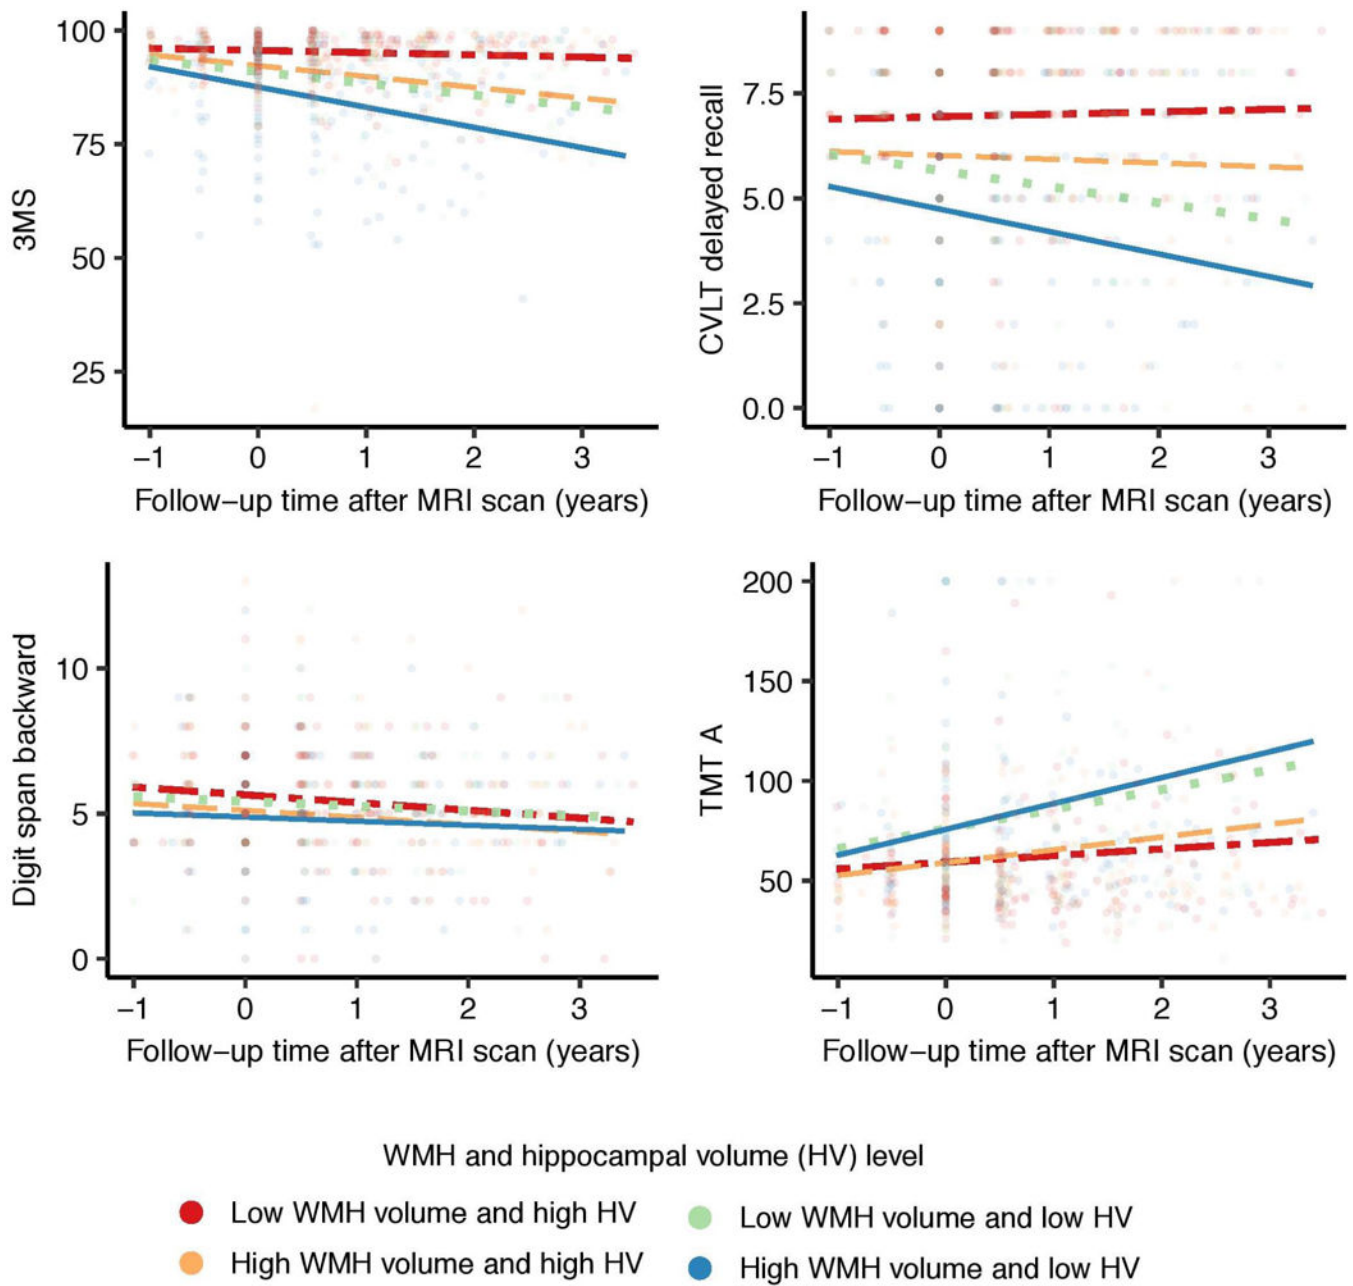 100
75
50
25
3MS
−1 0 1 2 3
Follow−up time after MRI scan (years)
7.5
5.0
2.5
0.0
CVLT delayed recall
−1 0 1 2 3
Follow−up time after MRI scan (years)
10
5
0
Digit span backward
−1 0 1 2 3
Follow−up time after MRI scan (years)
200
150
100
50
TMT A
−1 0 1 2 3
Follow−up time after MRI scan (years)
WMH and hippocampal volume (HV) level
Low WMH volume and high HV
High WMH volume and high HV
Low WMH volume and low HV
High WMH volume and low HV